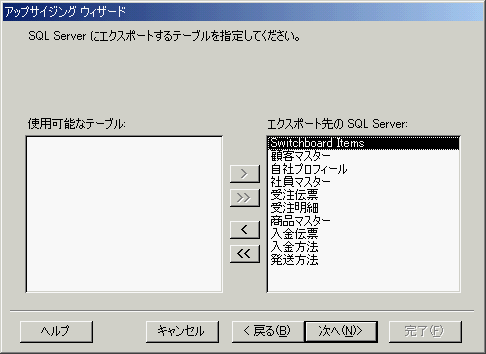 アップサイジング ウィザード
SQL Server にエクスポートするテーブルを指定してください。
使用可能なテーブル:
エクスポート先の SQL Server:
Switchboard Items
顧客マスター
自社プロフィール
社員マスター
受注伝票
受注明細
商品マスター
入金伝票
入金方法
発送方法
>
>>
<
<<
ヘルプ
キャンセル
< 戻る(B)
次へ(N)>
完了(F)